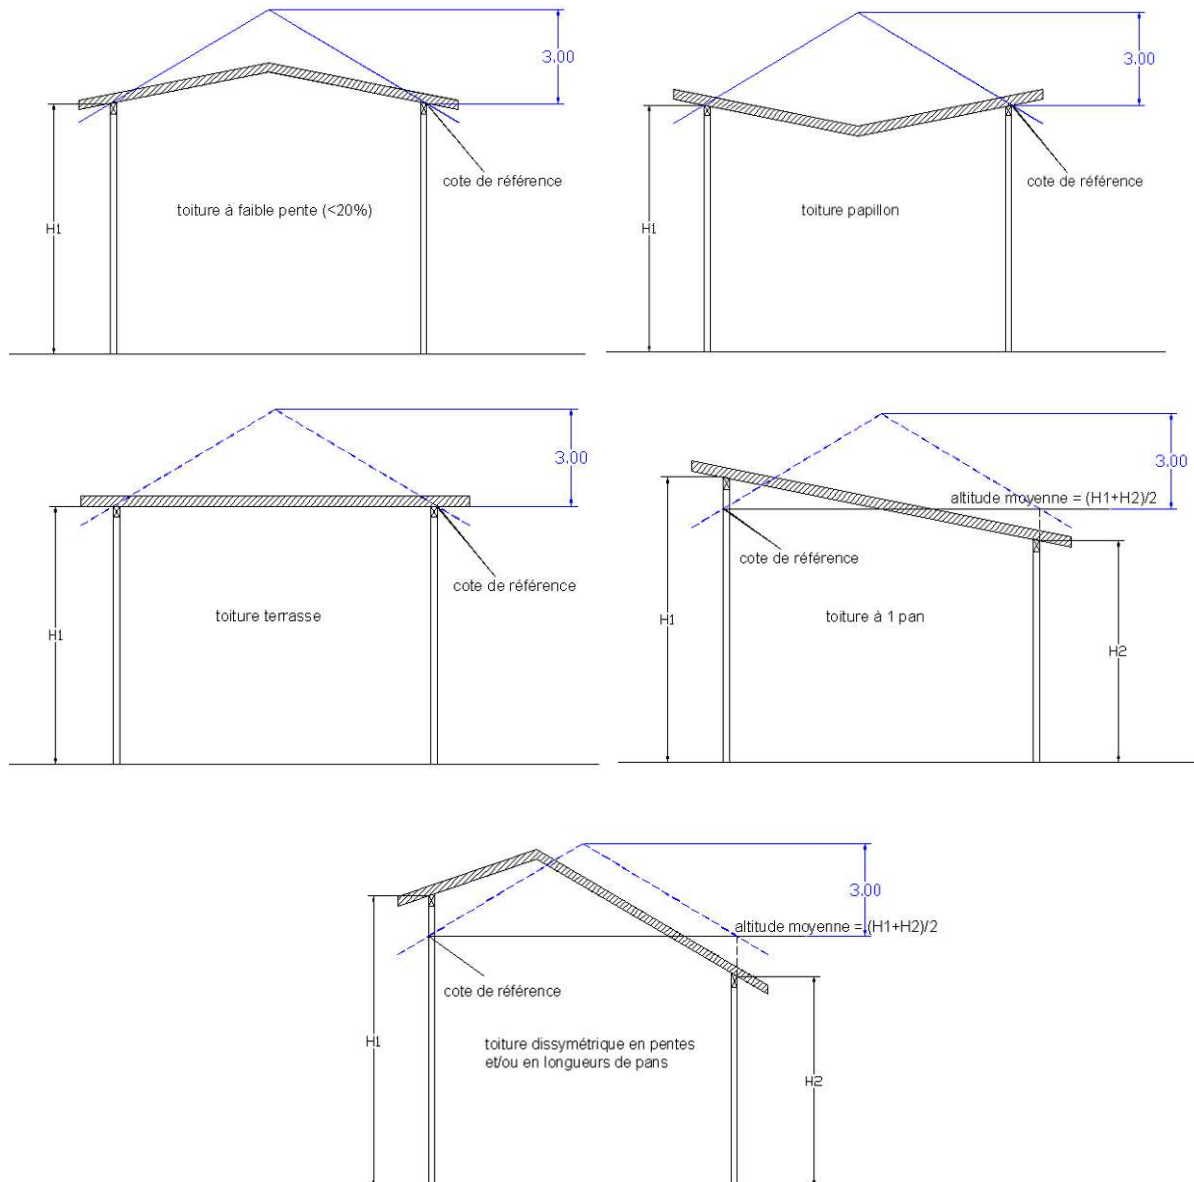 3.00
cote de référence
toiture à faible pente (<20%)
H1
3.00
cote de référence
toiture papillon
H1
3.00
cote de référence
toiture terrasse
H1
3.00
altitude moyenne = (H1+H2)/2
cote de référence
toiture à 1 pan
H1
H2
3.00
altitude moyenne = (H1+H2)/2
cote de référence
toiture dissymétrique en pentes
et/ou en longueurs de pans
H1
H2